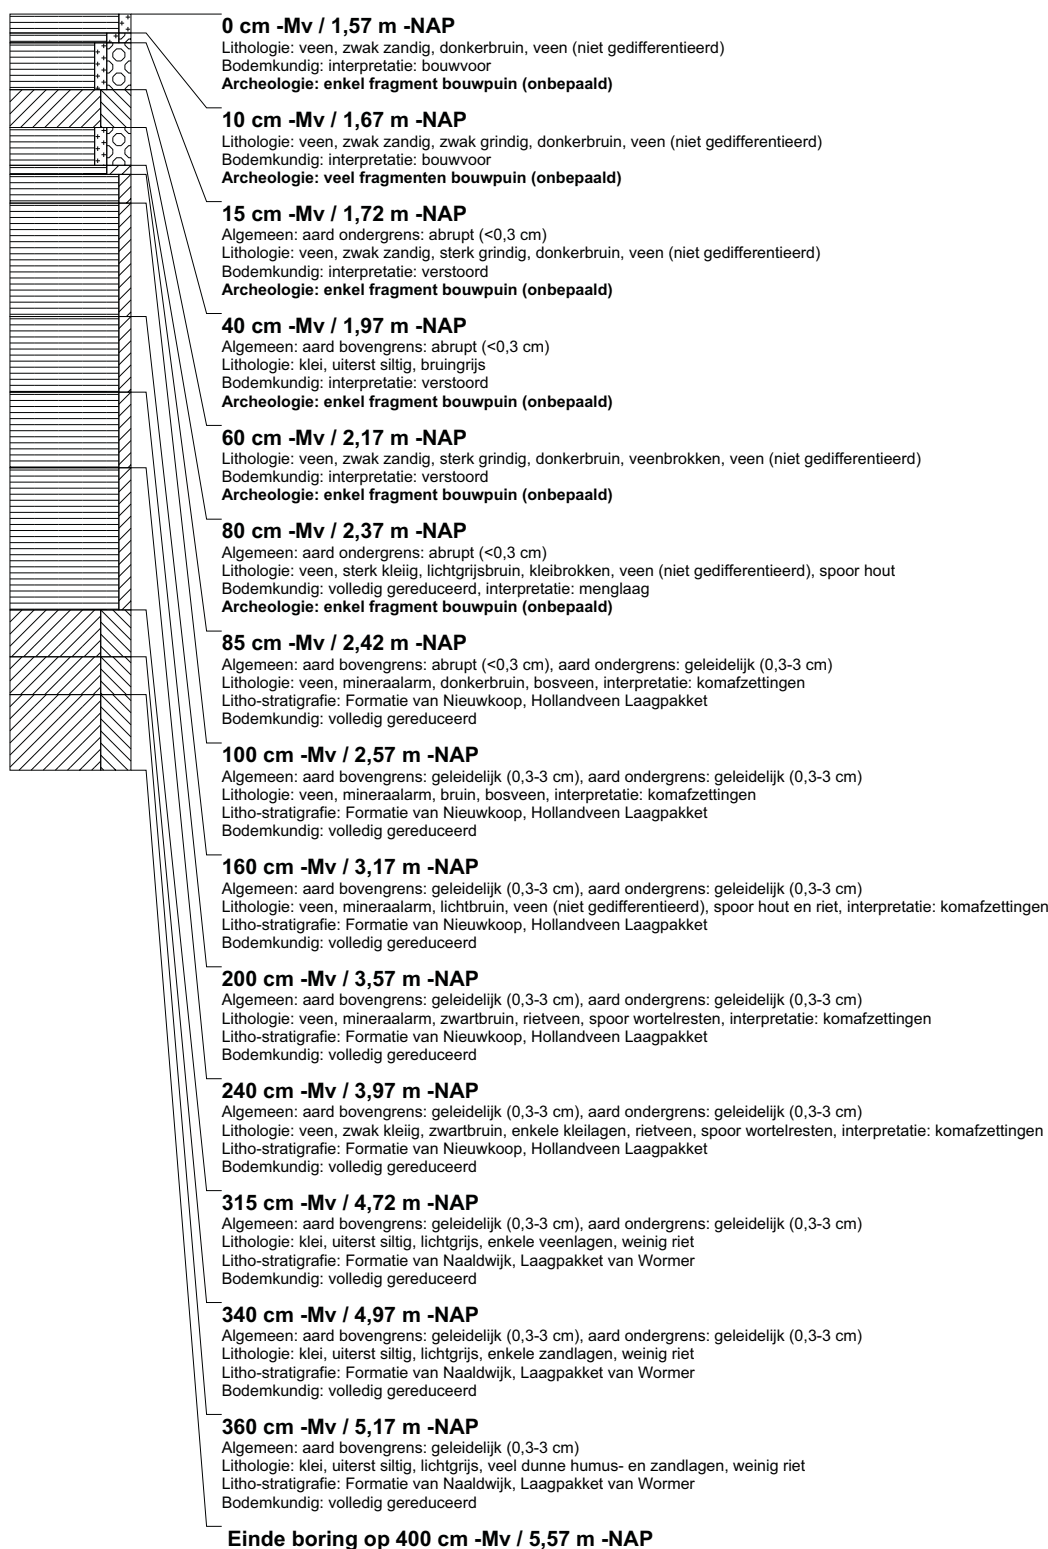 0 cm -Mv / 1,57 m -NAP
Lithologie: veen, zwak zandig, donkerbruin, veen (niet gedifferentieerd)
Bodemkundig: interpretatie: bouwvoor
Archeologie: enkel fragment bouwpuin (onbepaald)
10 cm -Mv / 1,67 m -NAP
Lithologie: veen, zwak zandig, zwak grindig, donkerbruin, veen (niet gedifferentieerd)
Bodemkundig: interpretatie: bouwvoor
Archeologie: veel fragmenten bouwpuin (onbepaald)
15 cm -Mv / 1,72 m -NAP
Algemeen: aard ondergrens: abrupt (<0,3 cm)
Lithologie: veen, zwak zandig, sterk grindig, donkerbruin, veen (niet gedifferentieerd)
Bodemkundig: interpretatie: verstoord
Archeologie: enkel fragment bouwpuin (onbepaald)
40 cm -Mv / 1,97 m -NAP
Algemeen: aard bovengrens: abrupt (<0,3 cm)
Lithologie: klei, uiterst siltig, bruingrijs
Bodemkundig: interpretatie: verstoord
Archeologie: enkel fragment bouwpuin (onbepaald)
60 cm -Mv / 2,17 m -NAP
Lithologie: veen, zwak zandig, sterk grindig, donkerbruin, veenbrokken, veen (niet gedifferentieerd)
Bodemkundig: interpretatie: verstoord
Archeologie: enkel fragment bouwpuin (onbepaald)
80 cm -Mv / 2,37 m -NAP
Algemeen: aard ondergrens: abrupt (<0,3 cm)
Lithologie: veen, sterk kleiig, lichtgrijsbruin, kleibrokken, veen (niet gedifferentieerd), spoor hout
Bodemkundig: volledig gereduceerd, interpretatie: menglaag
Archeologie: enkel fragment bouwpuin (onbepaald)
85 cm -Mv / 2,42 m -NAP
Algemeen: aard bovengrens: abrupt (<0,3 cm), aard ondergrens: geleidelijk (0,3-3 cm)
Lithologie: veen, mineraalarm, donkerbruin, bosveen, interpretatie: komafzettingen
Litho-stratigrafie: Formatie van Nieuwkoop, Hollandveen Laagpakket
Bodemkundig: volledig gereduceerd
100 cm -Mv / 2,57 m -NAP
Algemeen: aard bovengrens: geleidelijk (0,3-3 cm), aard ondergrens: geleidelijk (0,3-3 cm)
Lithologie: veen, mineraalarm, bruin, bosveen, interpretatie: komafzettingen
Litho-stratigrafie: Formatie van Nieuwkoop, Hollandveen Laagpakket
Bodemkundig: volledig gereduceerd
160 cm -Mv / 3,17 m -NAP
Algemeen: aard bovengrens: geleidelijk (0,3-3 cm), aard ondergrens: geleidelijk (0,3-3 cm)
Lithologie: veen, mineraalarm, lichtbruin, veen (niet gedifferentieerd), spoor hout en riet, interpretatie: komafzettingen
Litho-stratigrafie: Formatie van Nieuwkoop, Hollandveen Laagpakket
Bodemkundig: volledig gereduceerd
200 cm -Mv / 3,57 m -NAP
Algemeen: aard bovengrens: geleidelijk (0,3-3 cm), aard ondergrens: geleidelijk (0,3-3 cm)
Lithologie: veen, mineraalarm, zwartbruin, rietveen, spoor wortelresten, interpretatie: komafzettingen
Litho-stratigrafie: Formatie van Nieuwkoop, Hollandveen Laagpakket
Bodemkundig: volledig gereduceerd
240 cm -Mv / 3,97 m -NAP
Algemeen: aard bovengrens: geleidelijk (0,3-3 cm), aard ondergrens: geleidelijk (0,3-3 cm)
Lithologie: veen, zwak kleiig, zwartbruin, enkele kleilagen, rietveen, spoor wortelresten, interpretatie: komafzettingen
Litho-stratigrafie: Formatie van Nieuwkoop, Hollandveen Laagpakket
Bodemkundig: volledig gereduceerd
315 cm -Mv / 4,72 m -NAP
Algemeen: aard bovengrens: geleidelijk (0,3-3 cm), aard ondergrens: geleidelijk (0,3-3 cm)
Lithologie: klei, uiterst siltig, lichtgrijs, enkele veenlagen, weinig riet
Litho-stratigrafie: Formatie van Naaldwijk, Laagpakket van Wormer
Bodemkundig: volledig gereduceerd
340 cm -Mv / 4,97 m -NAP
Algemeen: aard bovengrens: geleidelijk (0,3-3 cm), aard ondergrens: geleidelijk (0,3-3 cm)
Lithologie: klei, uiterst siltig, lichtgrijs, enkele zandlagen, weinig riet
Litho-stratigrafie: Formatie van Naaldwijk, Laagpakket van Wormer
Bodemkundig: volledig gereduceerd
360 cm -Mv / 5,17 m -NAP
Algemeen: aard bovengrens: geleidelijk (0,3-3 cm)
Lithologie: klei, uiterst siltig, lichtgrijs, veel dunne humus- en zandlagen, weinig riet
Litho-stratigrafie: Formatie van Naaldwijk, Laagpakket van Wormer
Bodemkundig: volledig gereduceerd
Einde boring op 400 cm -Mv / 5,57 m -NAP